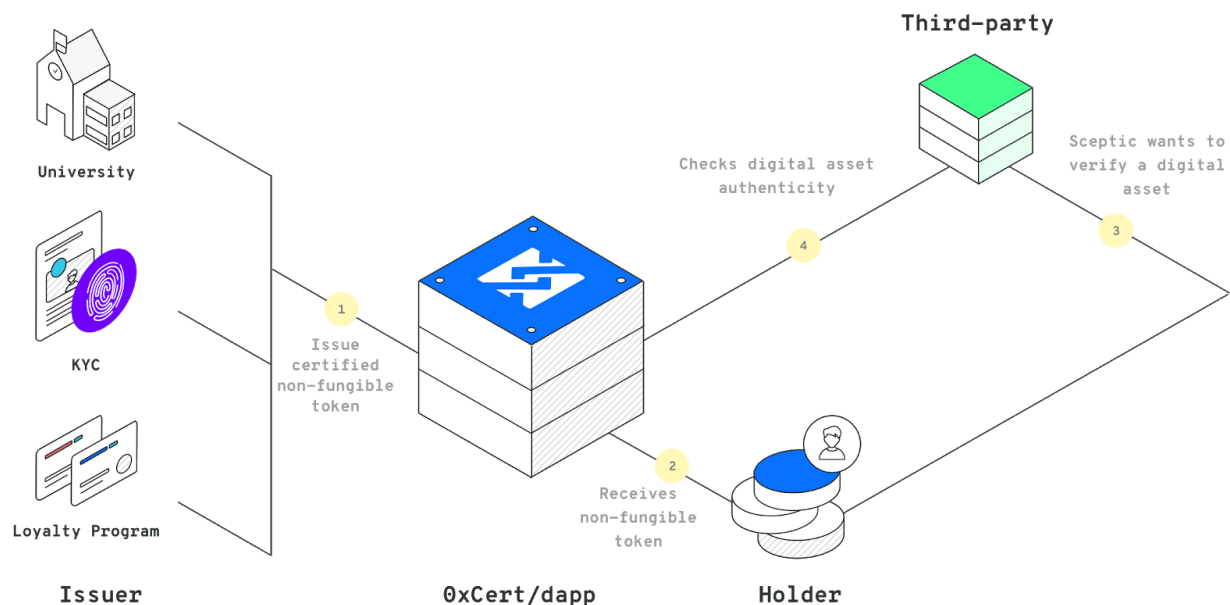 Third-party
University
Checks digital asset
authenticity
Sceptic wants to
verify a digital
asset
3
4
KYC
1
Issue
certified
non-fungible
token
2
Receives
non-fungible
token
Loyalty Program
Issuer
0xCert/dapp
Holder